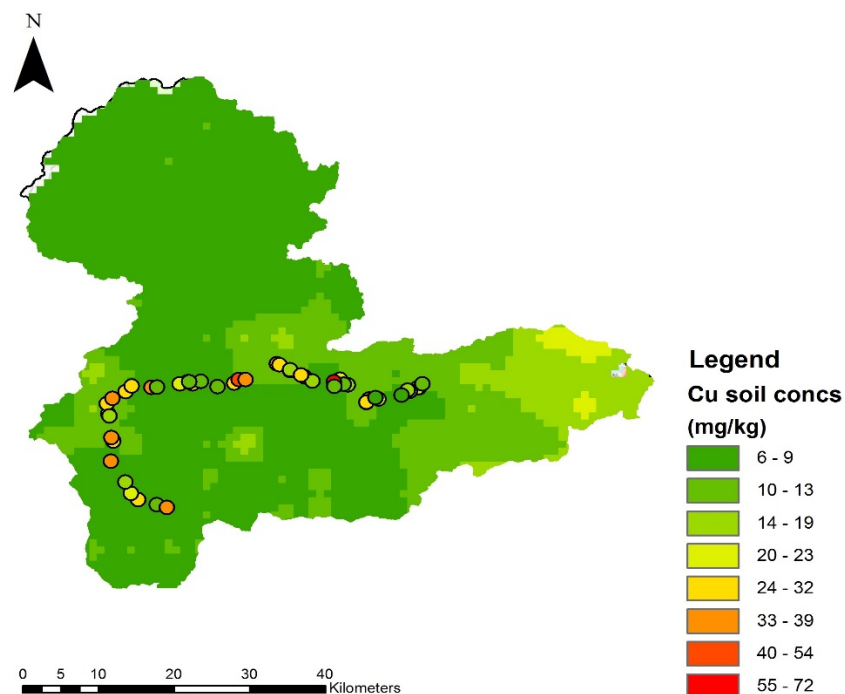 N
Legend
Cu soil concs
(mg/kg)
6 - 9
10 - 13
14 - 19
20 - 23
24 - 32
33 - 39
40 - 54
55 - 72
0 5 10 20 30 40
Kilometers